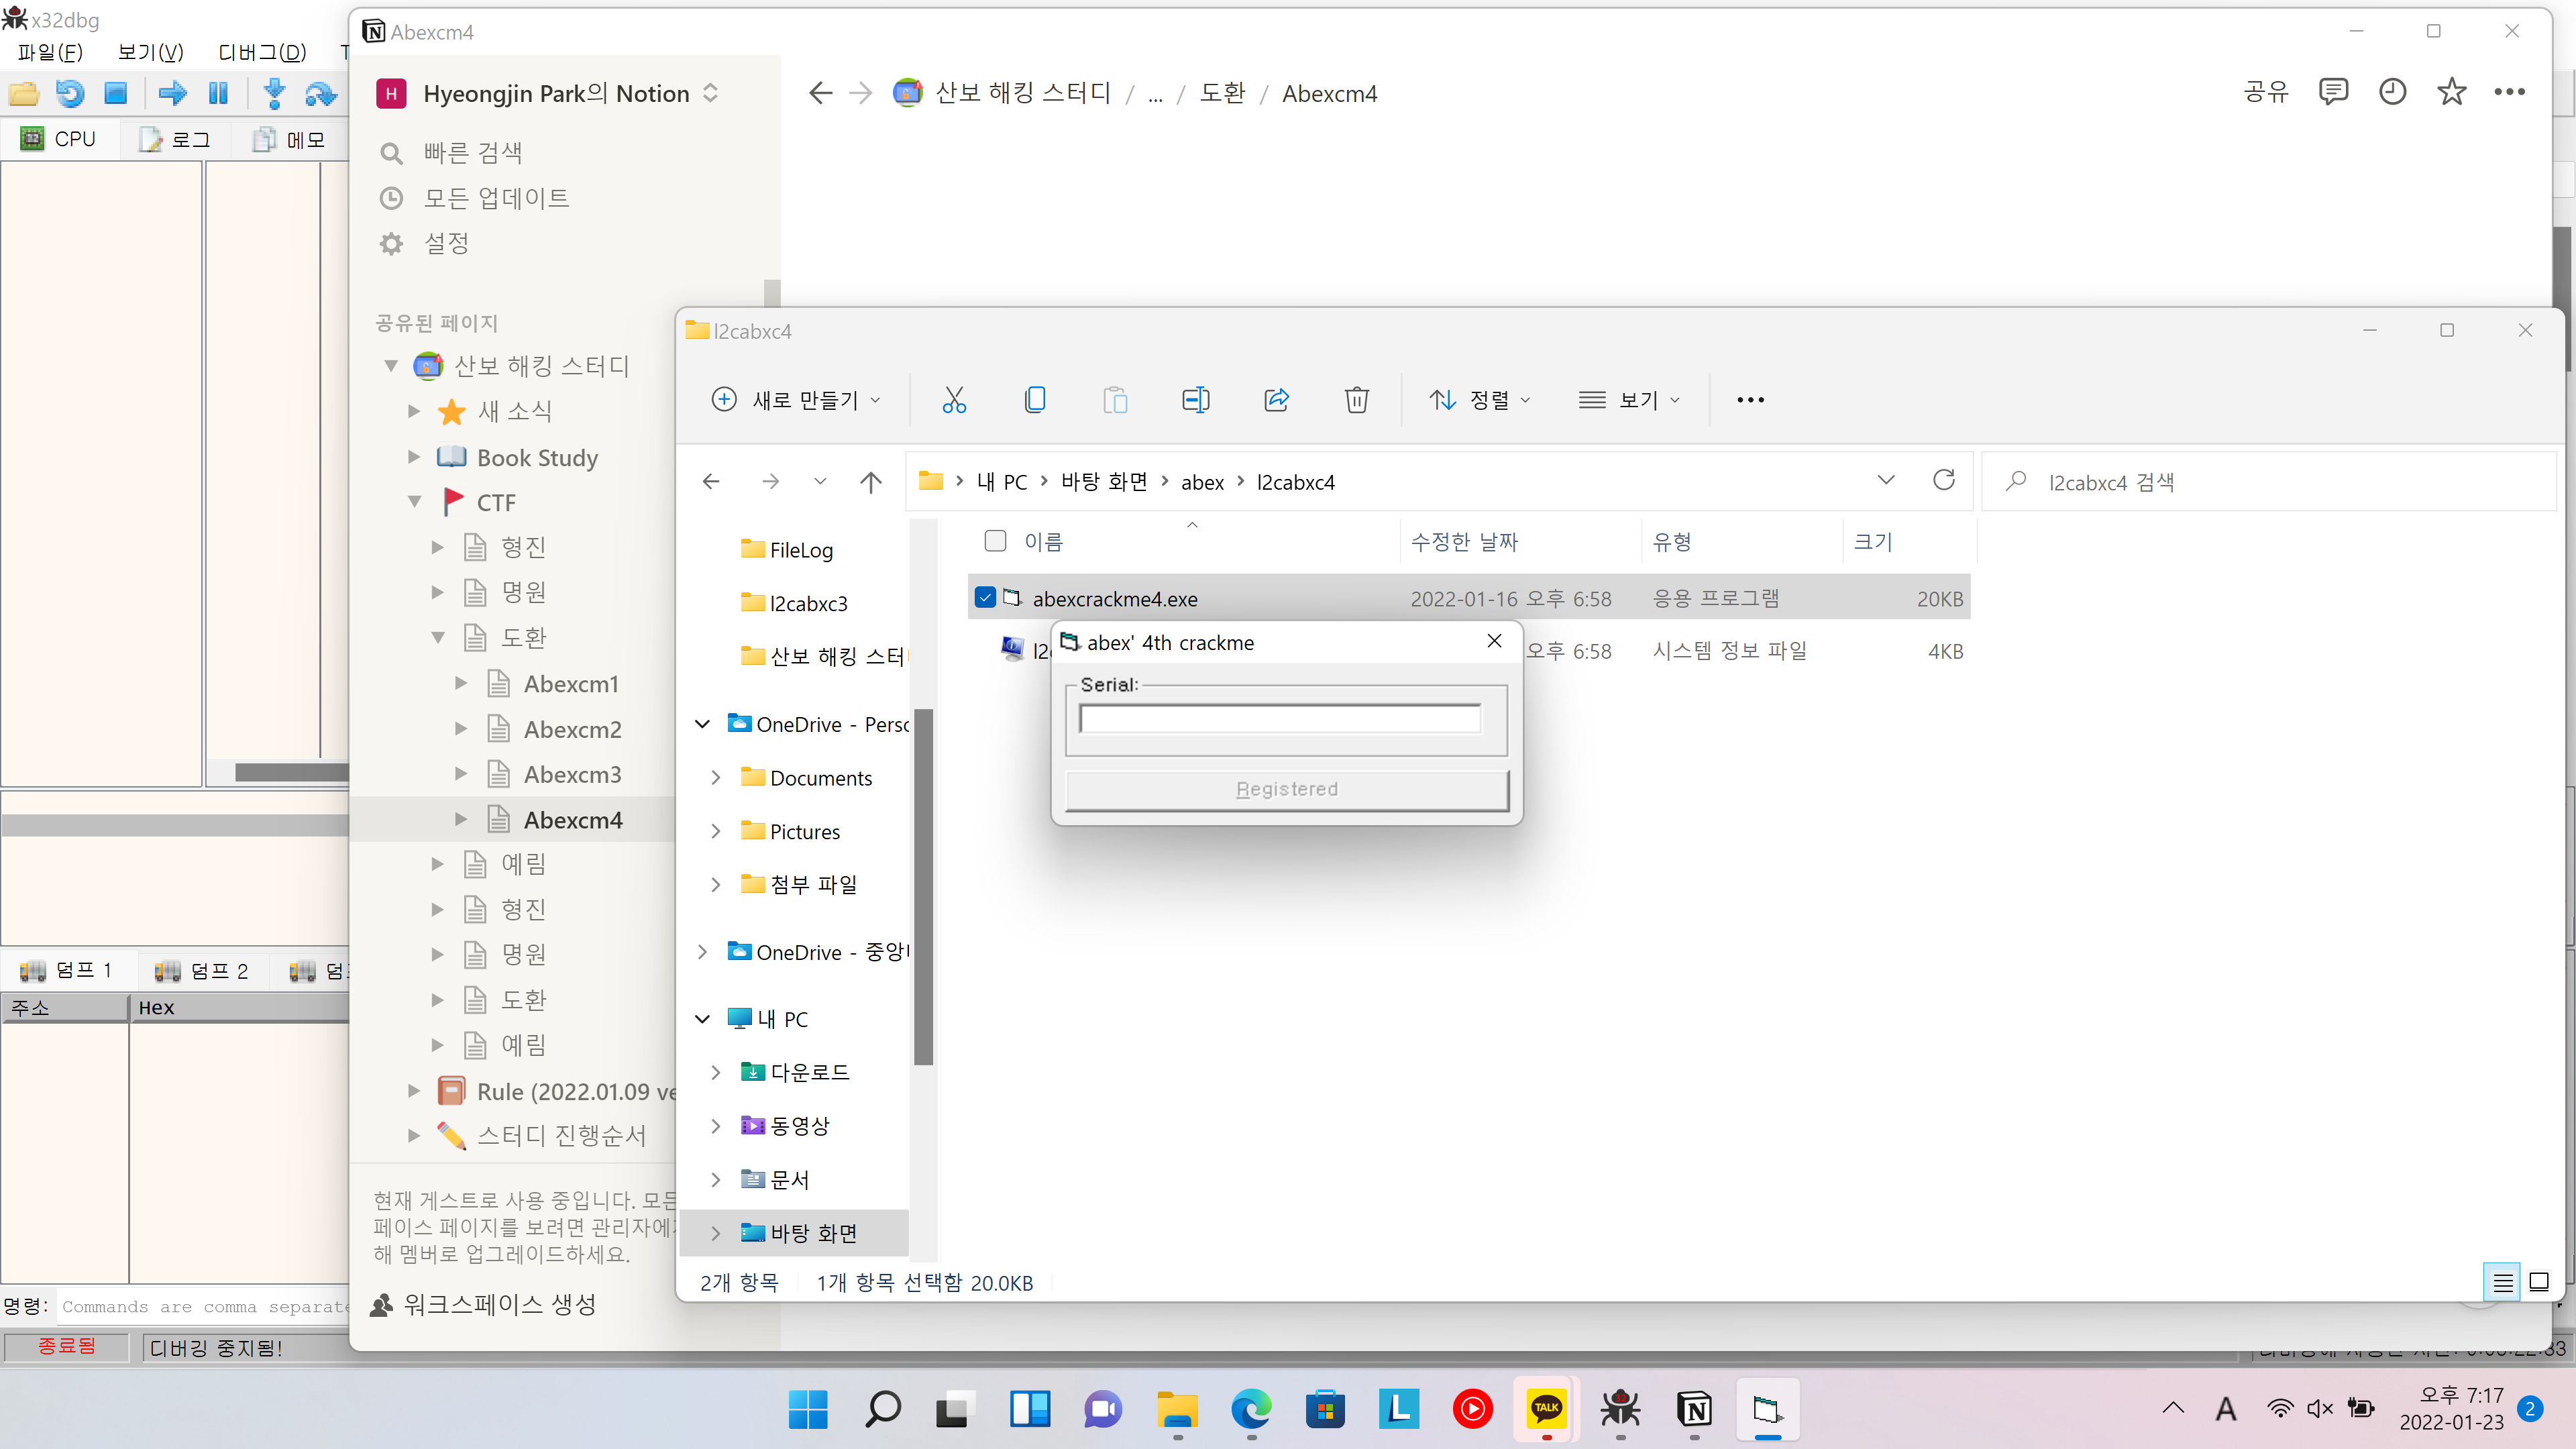 x32dbg
파일(F) 보기(V) 디버그(D)
CPU 로그 메모
덤프 1 덤프 2
주소 Hex
명령: Commands are comma separate
종료됨 디버깅 중지됨!
Abexcm4
H Hyeongjin Park의 Notion
빠른 검색
모든 업데이트
설정
공유된 페이지
산보 해킹 스터디
새 소식
Book Study
CTF
형진
명원
도환
Abexcm1
Abexcm2
Abexcm3
Abexcm4
예림
형진
명원
도환
예림
Rule (2022.01.09 ve
스터디 진행순서
현재 게스트로 사용 중입니다. 모든
페이스 페이지를 보려면 관리자에게
해 멤버로 업그레이드하세요.
워크스페이스 생성
산보 해킹 스터디 / ... / 도환 / Abexcm4
공유
l2cabxc4
새로 만들기 정렬 보기
내 PC > 바탕 화면 > abex > l2cabxc4
l2cabxc4 검색
FileLog
l2cabxc3
산보 해킹 스터
OneDrive - Perso
Documents
Pictures
첨부 파일
OneDrive - 중앙
내 PC
다운로드
동영상
문서
바탕 화면
이름 수정한 날짜 유형 크기
abexcrackme4.exe 2022-01-16 오후 6:58 응용 프로그램 20KB
l2 오후 6:58 시스템 정보 파일 4KB
abex' 4th crackme
Serial:
Registered
2개 항목 1개 항목 선택함 20.0KB
TALK
A
오후 7:17
2022-01-23
2